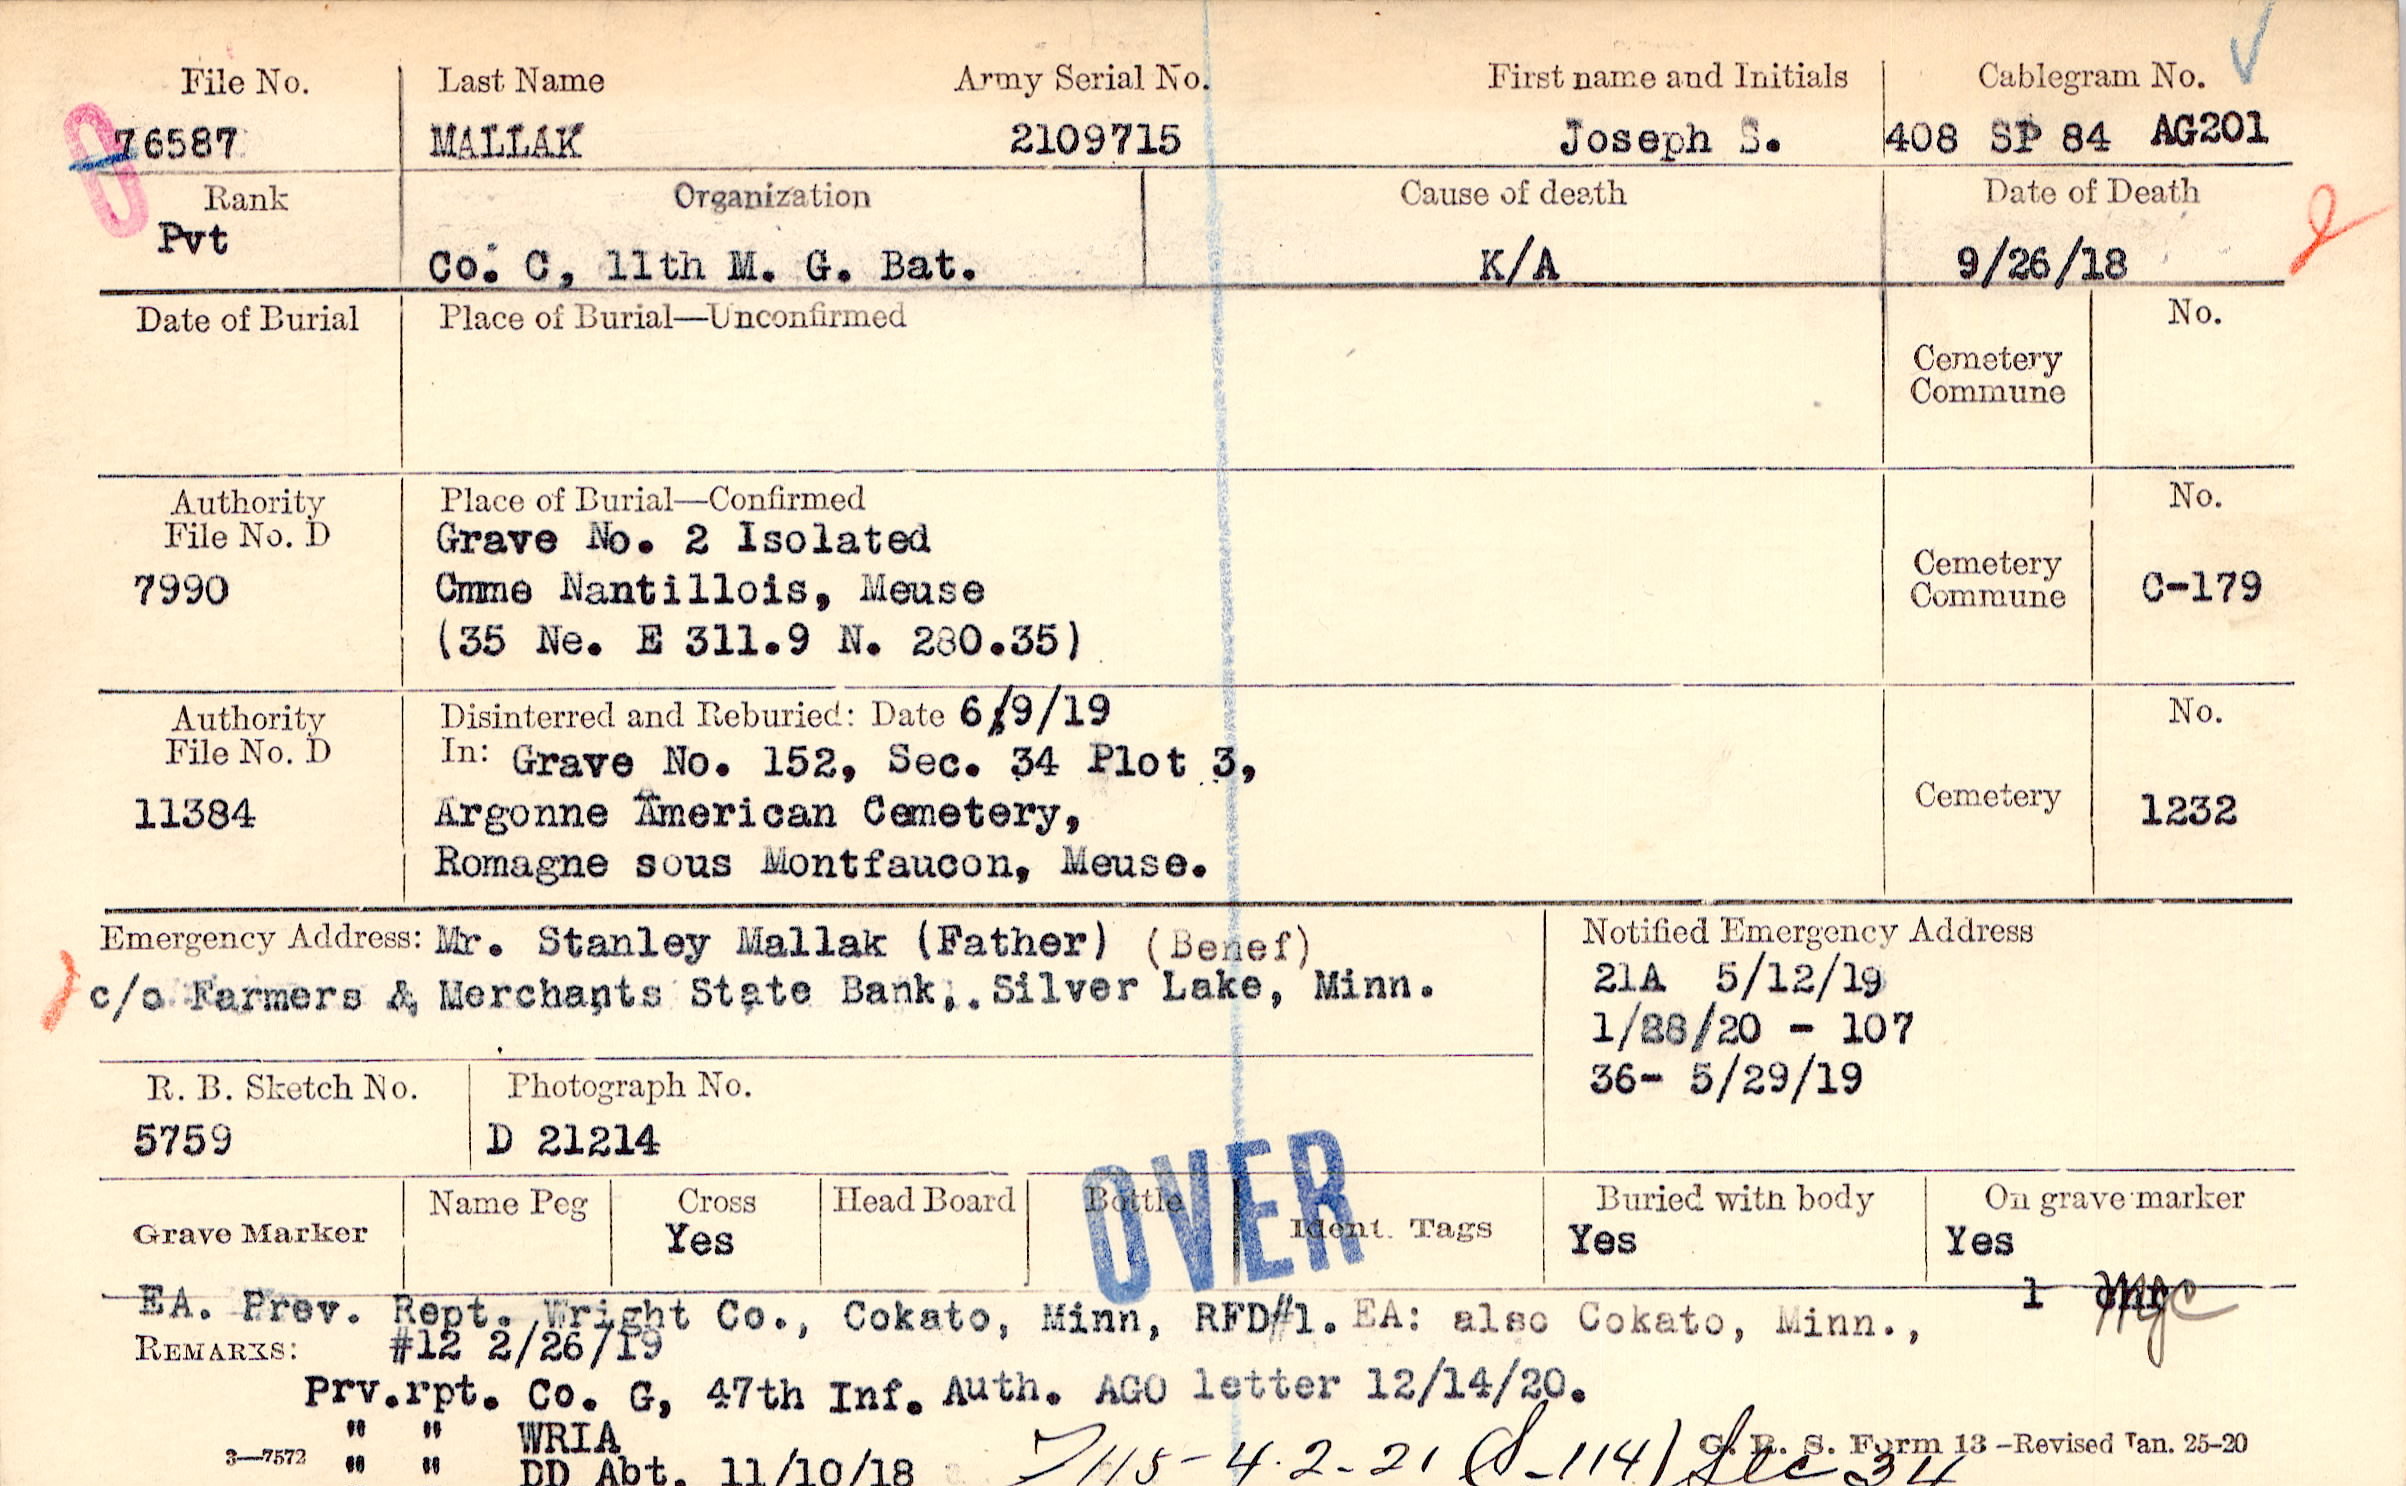 File No. Last Name Army Serial No. First name and Initials Cablegram No.
76587 MALLAK 2109715 Joseph S. 408 SP 84 AG201
Rank Organization Cause of death Date of Death
Pvt Co. C, 11th M. G. Bat. K/A 9/26/18
Date of Burial Place of Burial—Unconfirmed No.
Cemetery
Commune
Authority Place of Burial—Confirmed No.
File No. D Grave No. 2 Isolated
7990 Cmme Nantillois, Meuse Cemetery Commune C-179
(35 Ne. E 311.9 N. 280.35)
Authority Disinterred and Reburied: Date 6/9/19 No.
File No. D In: Grave No. 152, Sec. 34 Plot 3,
11384 Argonne American Cemetery, Cemetery 1232
Romagne sous Montfaucon, Meuse.
Emergency Address: Mr. Stanley Mallak (Father) (Benef) Notified Emergency Address
c/o Farmers & Merchants State Bank, Silver Lake, Minn. 21A 5/12/19
1/28/20 - 107
36- 5/29/19
R. B. Sketch No. Photograph No.
5759 D 21214
OVER
Grave Marker Name Peg Cross Head Board Bottle Ident. Tags Buried with body On grave marker
Yes Yes Yes
1
EA. Prev. Rept. Wright Co., Cokato, Minn, RFD#1. EA: also Cokato, Minn.,
REMARKS: #12 2/26/19
Prv.rpt. Co. G, 47th Inf. Auth. AGO letter 12/14/20.
" " WRIA
3—7572 " " DD Abt. 11/10/18 7115-4.2-21 (S-114) Sec 34
G. R. S. Form 13 -Revised Jan. 25-20